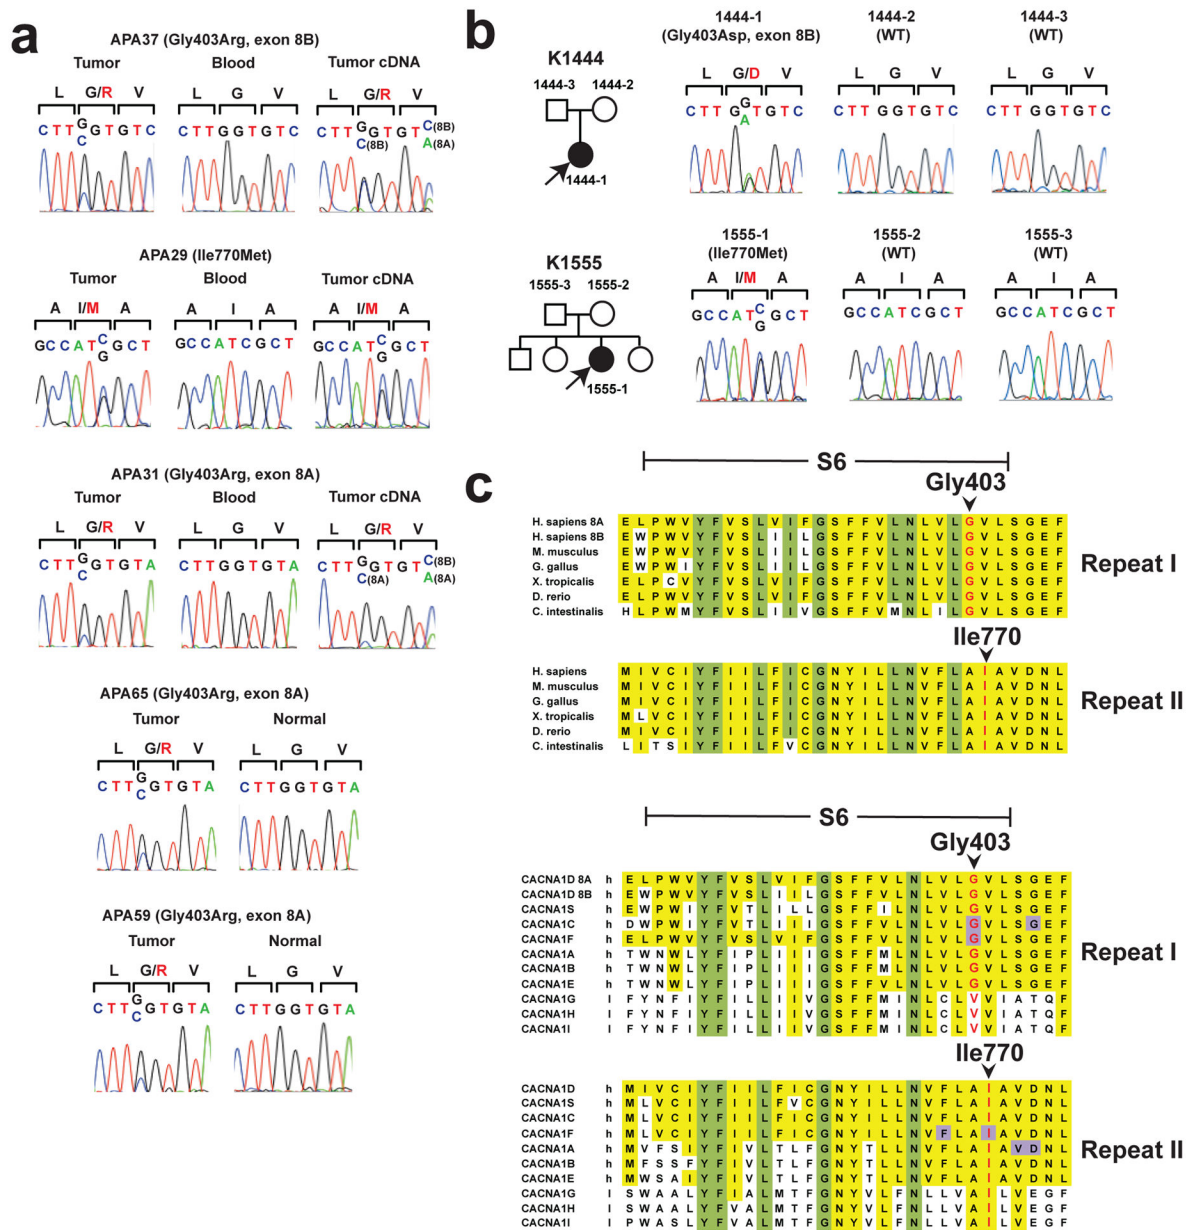 a
APA37 (Gly403Arg, exon 8B)
Tumor Blood Tumor cDNA
L G/R V L G V L G/R V
C T T G G T G T C C T T G G T G T C C T T G G T G T C (8B)
C C (8B) A (8A)
APA29 (Ile770Met)
Tumor Blood Tumor cDNA
A I/M A A I A A I/M A
G C C A T C G C T G C C A T C G C T G C C A T C G C T
G G
APA31 (Gly403Arg, exon 8A)
Tumor Blood Tumor cDNA
L G/R V L G V L G/R V
C T T G G T G T A C T T G G T G T A C T T G G T G T C (8B)
C C (8A) A (8A)
APA65 (Gly403Arg, exon 8A)
Tumor Normal
L G/R V L G V
C T T G G T G T A C T T G G T G T A
C
APA59 (Gly403Arg, exon 8A)
Tumor Normal
L G/R V L G V
C T T G G T G T A C T T G G T G T A
C
b
K1444
1444-3 1444-2
1444-1
1444-1 1444-2 1444-3
(Gly403Asp, exon 8B) (WT) (WT)
L G/D V L G V L G V
C T T G G T G T C C T T G G T G T C C T T G G T G T C
A
K1555
1555-3 1555-2
1555-1
1555-1 1555-2 1555-3
(Ile770Met) (WT) (WT)
A I/M A A I A A I A
G C C A T C G C T G C C A T C G C T G C C A T C G C T
G
c
S6
Gly403
H. sapiens 8A E L P W V Y F V S L V I F G S F F V L N L V L G V L S G E F
H. sapiens 8B E W P W V Y F V S L I I L G S F F V L N L V L G V L S G E F
M. musculus E W P W V Y F V S L I I L G S F F V L N L V L G V L S G E F
G. gallus E W P W I Y F V S L I I L G S F F V L N L V L G V L S G E F
X. tropicalis E L P C V Y F V S L V I F G S F F V L N L V L G V L S G E F
D. rerio E L P W V Y F V S L V I F G S F F V L N L V L G V L S G E F
C. intestinalis H L P W M Y F V S L I I V G S F F V M N L I L G V L S G E F
Repeat I
Ile770
H. sapiens M I V C I Y F I I L F I C G N Y I L L N V F L A I A V D N L
M. musculus M I V C I Y F I I L F I C G N Y I L L N V F L A I A V D N L
G. gallus M I V C I Y F I I L F I C G N Y I L L N V F L A I A V D N L
X. tropicalis M L V C I Y F I I L F I C G N Y I L L N V F L A I A V D N L
D. rerio M I V C I Y F I I L F I C G N Y I L L N V F L A I A V D N L
C. intestinalis L I T S I Y F I I L F V C G N Y I L L N V F L A I A V D N L
Repeat II
S6
Gly403
CACNA1D 8A h E L P W V Y F V S L V I F G S F F V L N L V L G V L S G E F
CACNA1D 8B h E W P W V Y F V S L I I L G S F F V L N L V L G V L S G E F
CACNA1S h E W P W I Y F V T L I L L G S F F I L N L V L G V L S G E F
CACNA1C h D W P W I Y F V T L I I I G S F F V L N L V L G V L S G E F
CACNA1F h E L P W V Y F V S L V I F G S F F V L N L V L G V L S G E F
CACNA1A h T W N W L Y F I P L I I I G S F F M L N L V L G V L S G E F
CACNA1B h T W N W L Y F I P L I I I G S F F M L N L V L G V L S G E F
CACNA1E h T W N W L Y F I P L I I I G S F F V L N L V L G V L S G E F
CACNA1G I F Y N F I Y F I L L I I V G S F F M I N L C L V V I A T Q F
CACNA1H I F Y N F I Y F I L L I I V G S F F M I N L C L V V I A T Q F
CACNA1I I F Y N F I Y F I L L I I V G S F F M I N L C L V V I A T Q F
Repeat I
Ile770
CACNA1D h M I V C I Y F I I L F I C G N Y I L L N V F L A I A V D N L
CACNA1S h M L V C I Y F I I L F V C G N Y I L L N V F L A I A V D N L
CACNA1C h M L V C I Y F I I L F I C G N Y I L L N V F L A I A V D N L
CACNA1F h M L V C I Y F I I L F I C G N Y I L L N V F L A I A V D N L
CACNA1A h M V F S I Y F I V L T L F G N Y T L L N V F L A I A V D N L
CACNA1B h M F S S F Y F I V L T L F G N Y T L L N V F L A I A V D N L
CACNA1E h M W S A I Y F I V L T L F G N Y T L L N V F L A I A V D N L
CACNA1G I S W A A L Y F I A L M T F G N Y V L F N L L V A I L V E G F
CACNA1H I S W A S L Y F V A L M T F G N Y V L F N L L V A I L V E G F
CACNA1I I P W A S L Y F V A L M T F G N Y V L F N L L V A I L V E G F
Repeat II